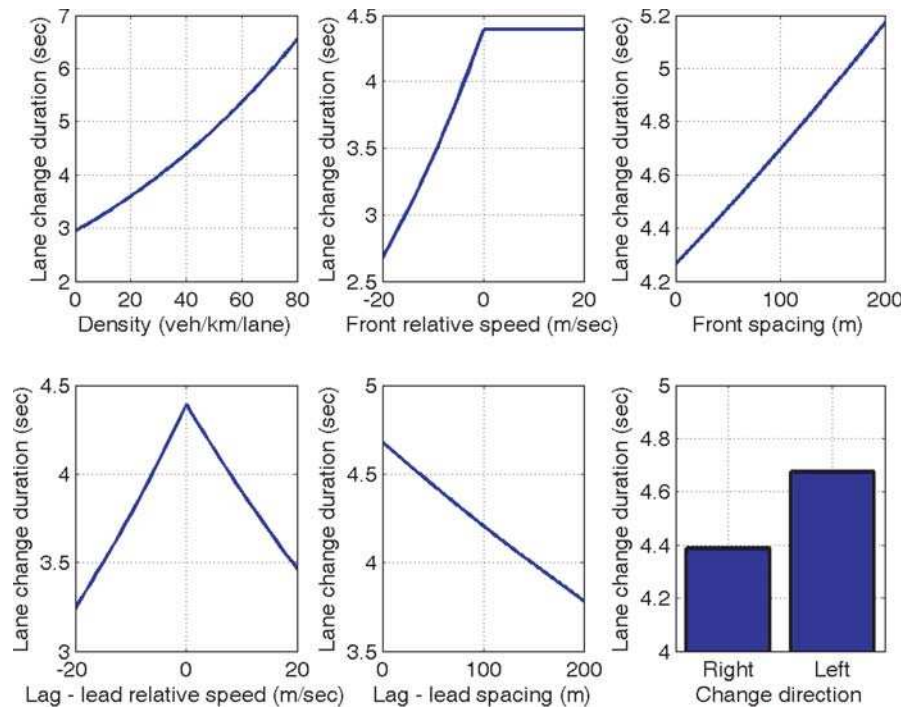 7
6
5
4
3
2
0 20 40 60 80
Lane change duration (sec)
Density (veh/km/lane)
4.5
4
3.5
3
2.5
-20 0 20
Lane change duration (sec)
Front relative speed (m/sec)
5.2
5
4.8
4.6
4.4
4.2
0 100 200
Lane change duration (sec)
Front spacing (m)
4.5
4
3.5
3
-20 0 20
Lane change duration (sec)
Lag - lead relative speed (m/sec)
5
4.5
4
3.5
0 100 200
Lane change duration (sec)
Lag - lead spacing (m)
5
4.8
4.6
4.4
4.2
4
Right Left
Lane change duration (sec)
Change direction